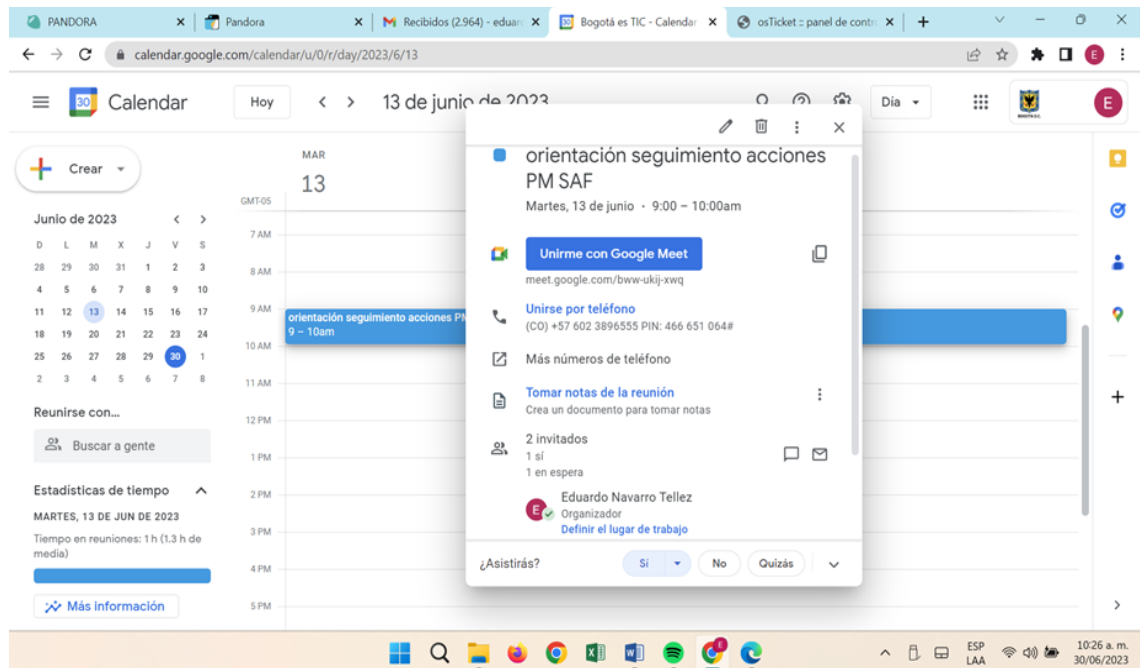 PANDORA
Pandora
Recibidos (2.964) - eduar
Bogotá es TIC - Calendar
osTicket :: panel de contr
calendar.google.com/calendar/u/0/r/day/2023/6/13
E
30
Calendar
Hoy
13 de junio de 2023
Día
E
Crear
MAR
13
GMT-05
Junio de 2023
D L M X J V S
28 29 30 31 1 2 3
4 5 6 7 8 9 10
11 12 13 14 15 16 17
18 19 20 21 22 23 24
25 26 27 28 29 30 1
2 3 4 5 6 7 8
Reunirse con...
Buscar a gente
Estadísticas de tiempo
MARTES, 13 DE JUN DE 2023
Tiempo en reuniones: 1 h (1.3 h de
media)
Más información
7 AM
8 AM
9 AM
10 AM
11 AM
12 PM
1 PM
2 PM
3 PM
4 PM
5 PM
orientación seguimiento acciones PM
9 – 10am
orientación seguimiento acciones
PM SAF
Martes, 13 de junio · 9:00 – 10:00am
Unirme con Google Meet
meet.google.com/bww-ukij-xwq
Unirse por teléfono
(CO) +57 602 3896555 PIN: 466 651 064#
Más números de teléfono
Tomar notas de la reunión
Crea un documento para tomar notas
2 invitados
1 sí
1 en espera
E
Eduardo Navarro Tellez
Organizador
Definir el lugar de trabajo
¿Asistirás?
Sí
No
Quizás
ESP
LAA
10:26 a. m.
30/06/2023